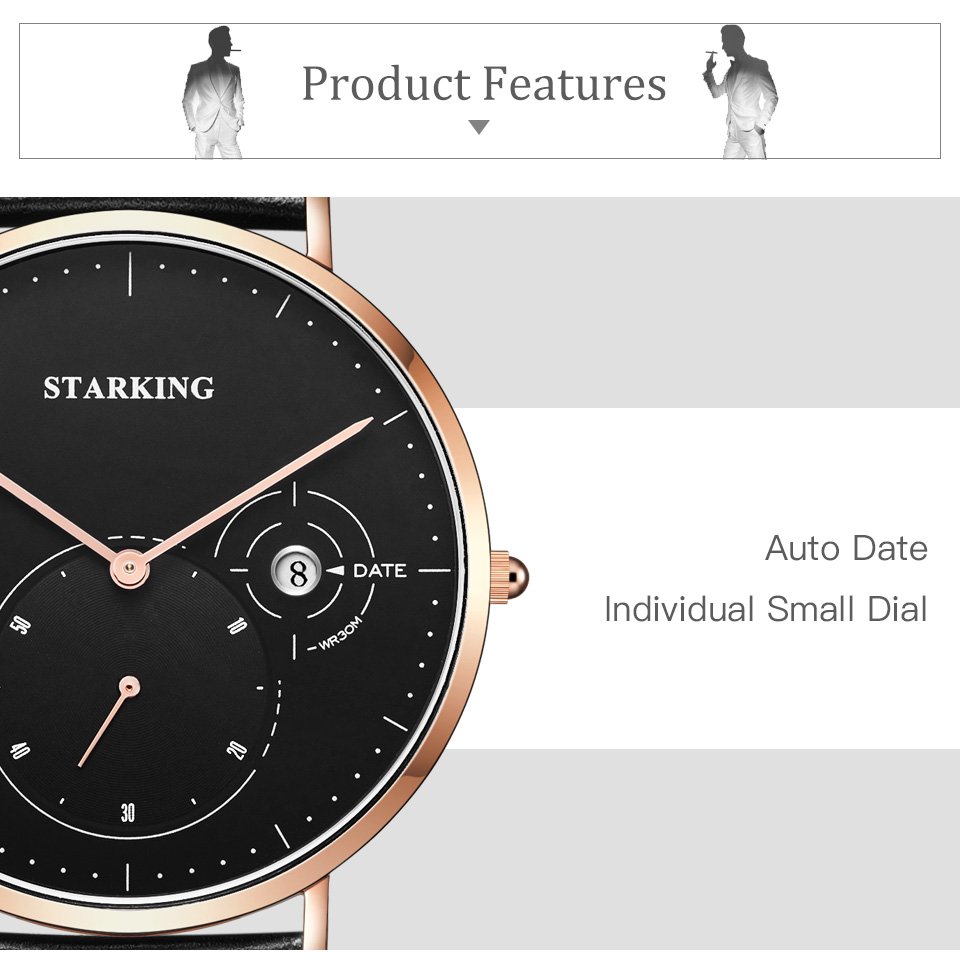 Product Features
STARKING
8 DATE
WR30M
50
10
40
20
30
Auto Date
Individual Small Dial